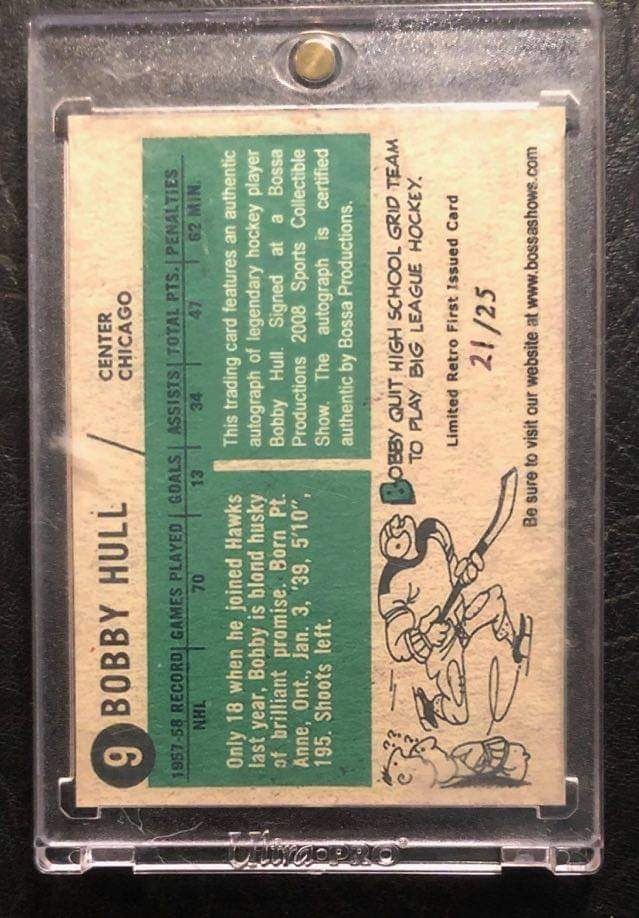 9 BOBBY HULL
CENTER
CHICAGO
1957-58 RECORD GAMES PLAYED GOALS ASSISTS TOTAL PTS. PENALTIES
NHL 70 13 34 47 62 MIN.
Only 18 when he joined Hawks
last year, Bobby is blond husky
of brilliant promise. Born Pt.
Anne, Ont., Jan. 3, '39, 5'10",
195. Shoots left.
This trading card features an authentic
autograph of legendary hockey player
Bobby Hull. Signed at a Bossa
Productions 2008 Sports Collectible
Show. The autograph is certified
authentic by Bossa Productions.
???
BOBBY QUIT HIGH SCHOOL GRID TEAM
TO PLAY BIG LEAGUE HOCKEY.
Limited Retro First Issued Card
21/25
Be sure to visit our website at www.bossashows.com
Ultra·PRO®